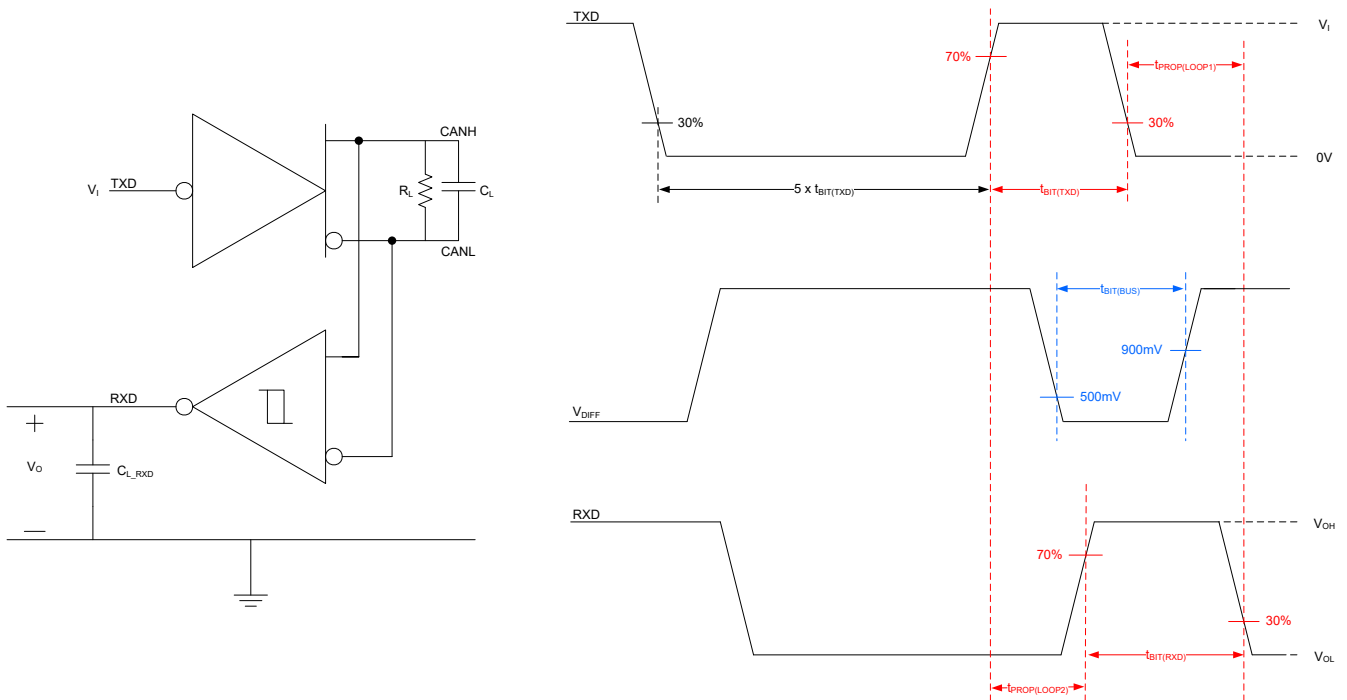 CANH
TXD
V_I
R_L
C_L
CANL
RXD
+
V_O
C_L_RXD
—
TXD
V_I
70%
t_PROP(LOOP1)
30%
30%
0V
5 x t_BIT(TXD)
t_BIT(TXD)
t_BIT(BUS)
900mV
500mV
V_DIFF
RXD
V_OH
70%
30%
t_BIT(RXD)
V_OL
t_PROP(LOOP2)